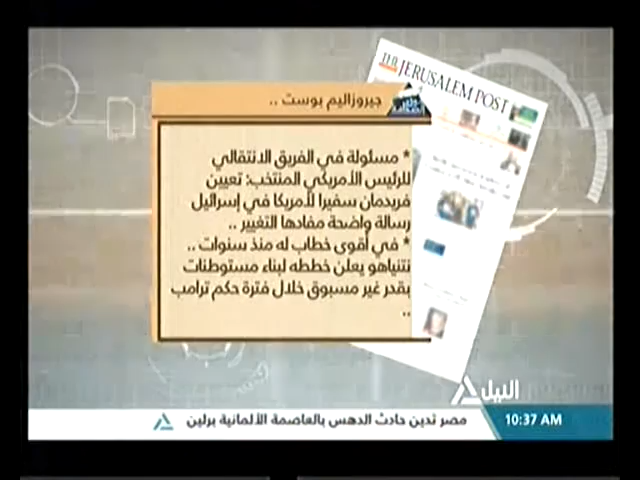 جيروزاليم بوست ..
THE JERUSALEM POST
* مسئولة في الفريق الانتقالي
للرئيس الأمريكي المنتخب: تعيين
فريدمان سفيرا لأمريكا في إسرائيل
رسالة واضحة مفادها التغيير ..
* في أقوى خطاب له منذ سنوات ..
نتنياهو يعلن خططه لبناء مستوطنات
بقدر غير مسبوق خلال فترة حكم ترامب
..
النيل
مصر تدين حادث الدهس بالعاصمة الألمانية برلين
10:37 AM